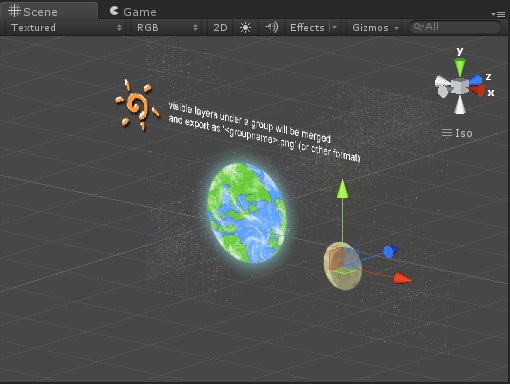 Scene
Game
Textured RGB 2D Effects Gizmos All
y
z
x
Iso
visible layers under a group will be merged
and export as '<groupname>.png' (or other format)